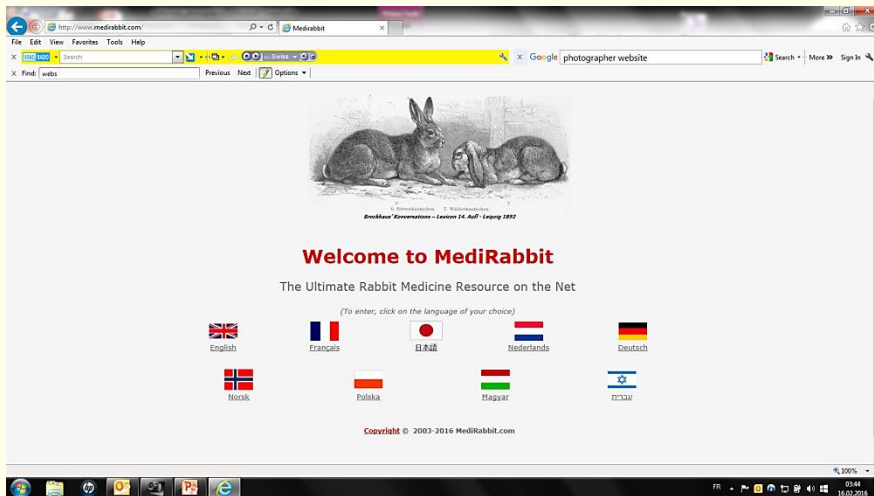 http://www.medirabbit.com/
Medirabbit
File Edit View Favorites Tools Help
Search
Swiss
Google photographer website Search More Sign In
Find: webs Previous Next Options
Brockhaus' Konversations – Lexicon 14. Aufl - Leipzig 1892
Welcome to MediRabbit
The Ultimate Rabbit Medicine Resource on the Net
(To enter, click on the language of your choice)
English Français 日本語 Nederlands Deutsch
Norsk Polska Magyar עברית
Copyright © 2003-2016 MediRabbit.com
100%
FR 03:44
16.02.2016